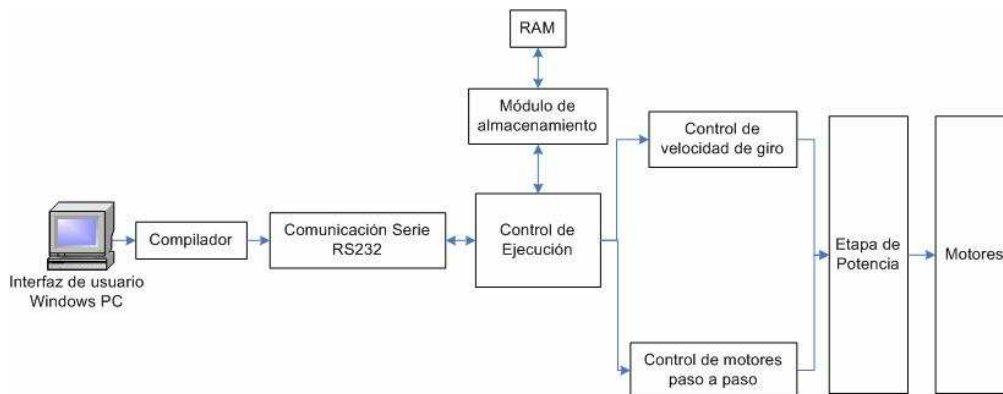 RAM
Módulo de
almacenamiento
Control de
velocidad de giro
Interfaz de usuario
Windows PC
Compilador
Comunicación Serie
RS232
Control de
Ejecución
Etapa de
Potencia
Motores
Control de motores
paso a paso